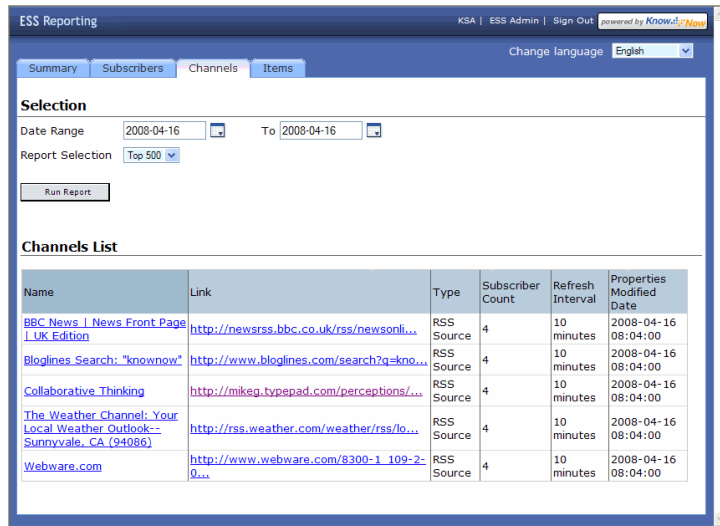 ESS Reporting
KSA | ESS Admin | Sign Out powered by KnowNow
Change language English
Summary Subscribers Channels Items
Selection
Date Range 2008-04-16 To 2008-04-16
Report Selection Top 500
Run Report
Channels List
Name Link Type Subscriber Count Refresh Interval Properties Modified Date
BBC News | News Front Page | UK Edition http://newsrss.bbc.co.uk/rss/newsonli... RSS Source 4 10 minutes 2008-04-16 08:04:00
Bloglines Search: "knownow" http://www.bloglines.com/search?q=kno... RSS Source 4 10 minutes 2008-04-16 08:04:00
Collaborative Thinking http://mikeg.typepad.com/perceptions/... RSS Source 4 10 minutes 2008-04-16 08:04:00
The Weather Channel: Your Local Weather Outlook-- Sunnyvale, CA (94086) http://rss.weather.com/weather/rss/lo... RSS Source 4 10 minutes 2008-04-16 08:04:00
Webware.com http://www.webware.com/8300-1_109-2-0... RSS Source 4 10 minutes 2008-04-16 08:04:00